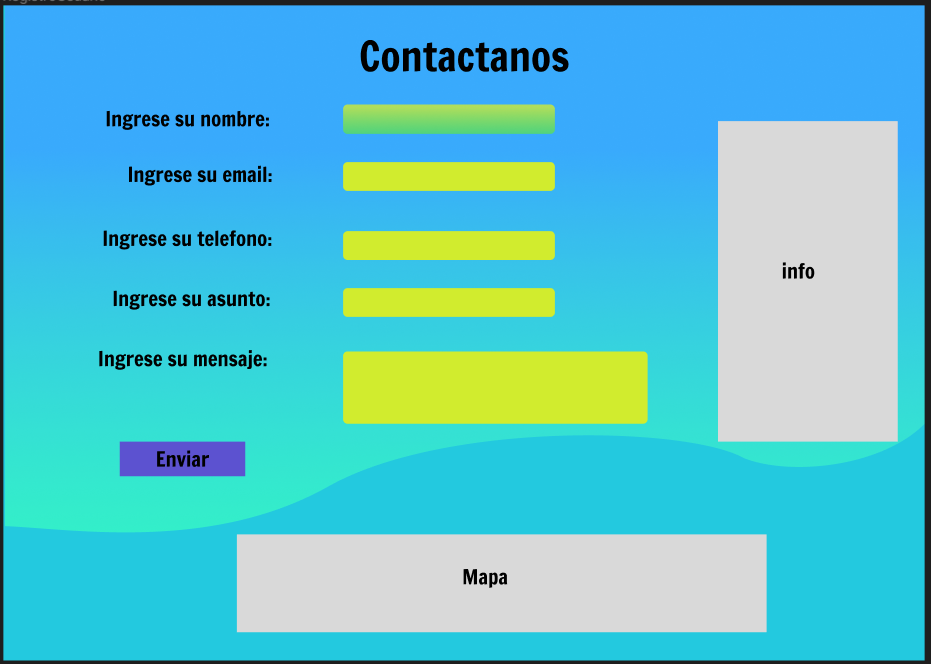 Contactanos
Ingrese su nombre:
Ingrese su email:
Ingrese su telefono:
Ingrese su asunto:
Ingrese su mensaje:
info
Enviar
Mapa